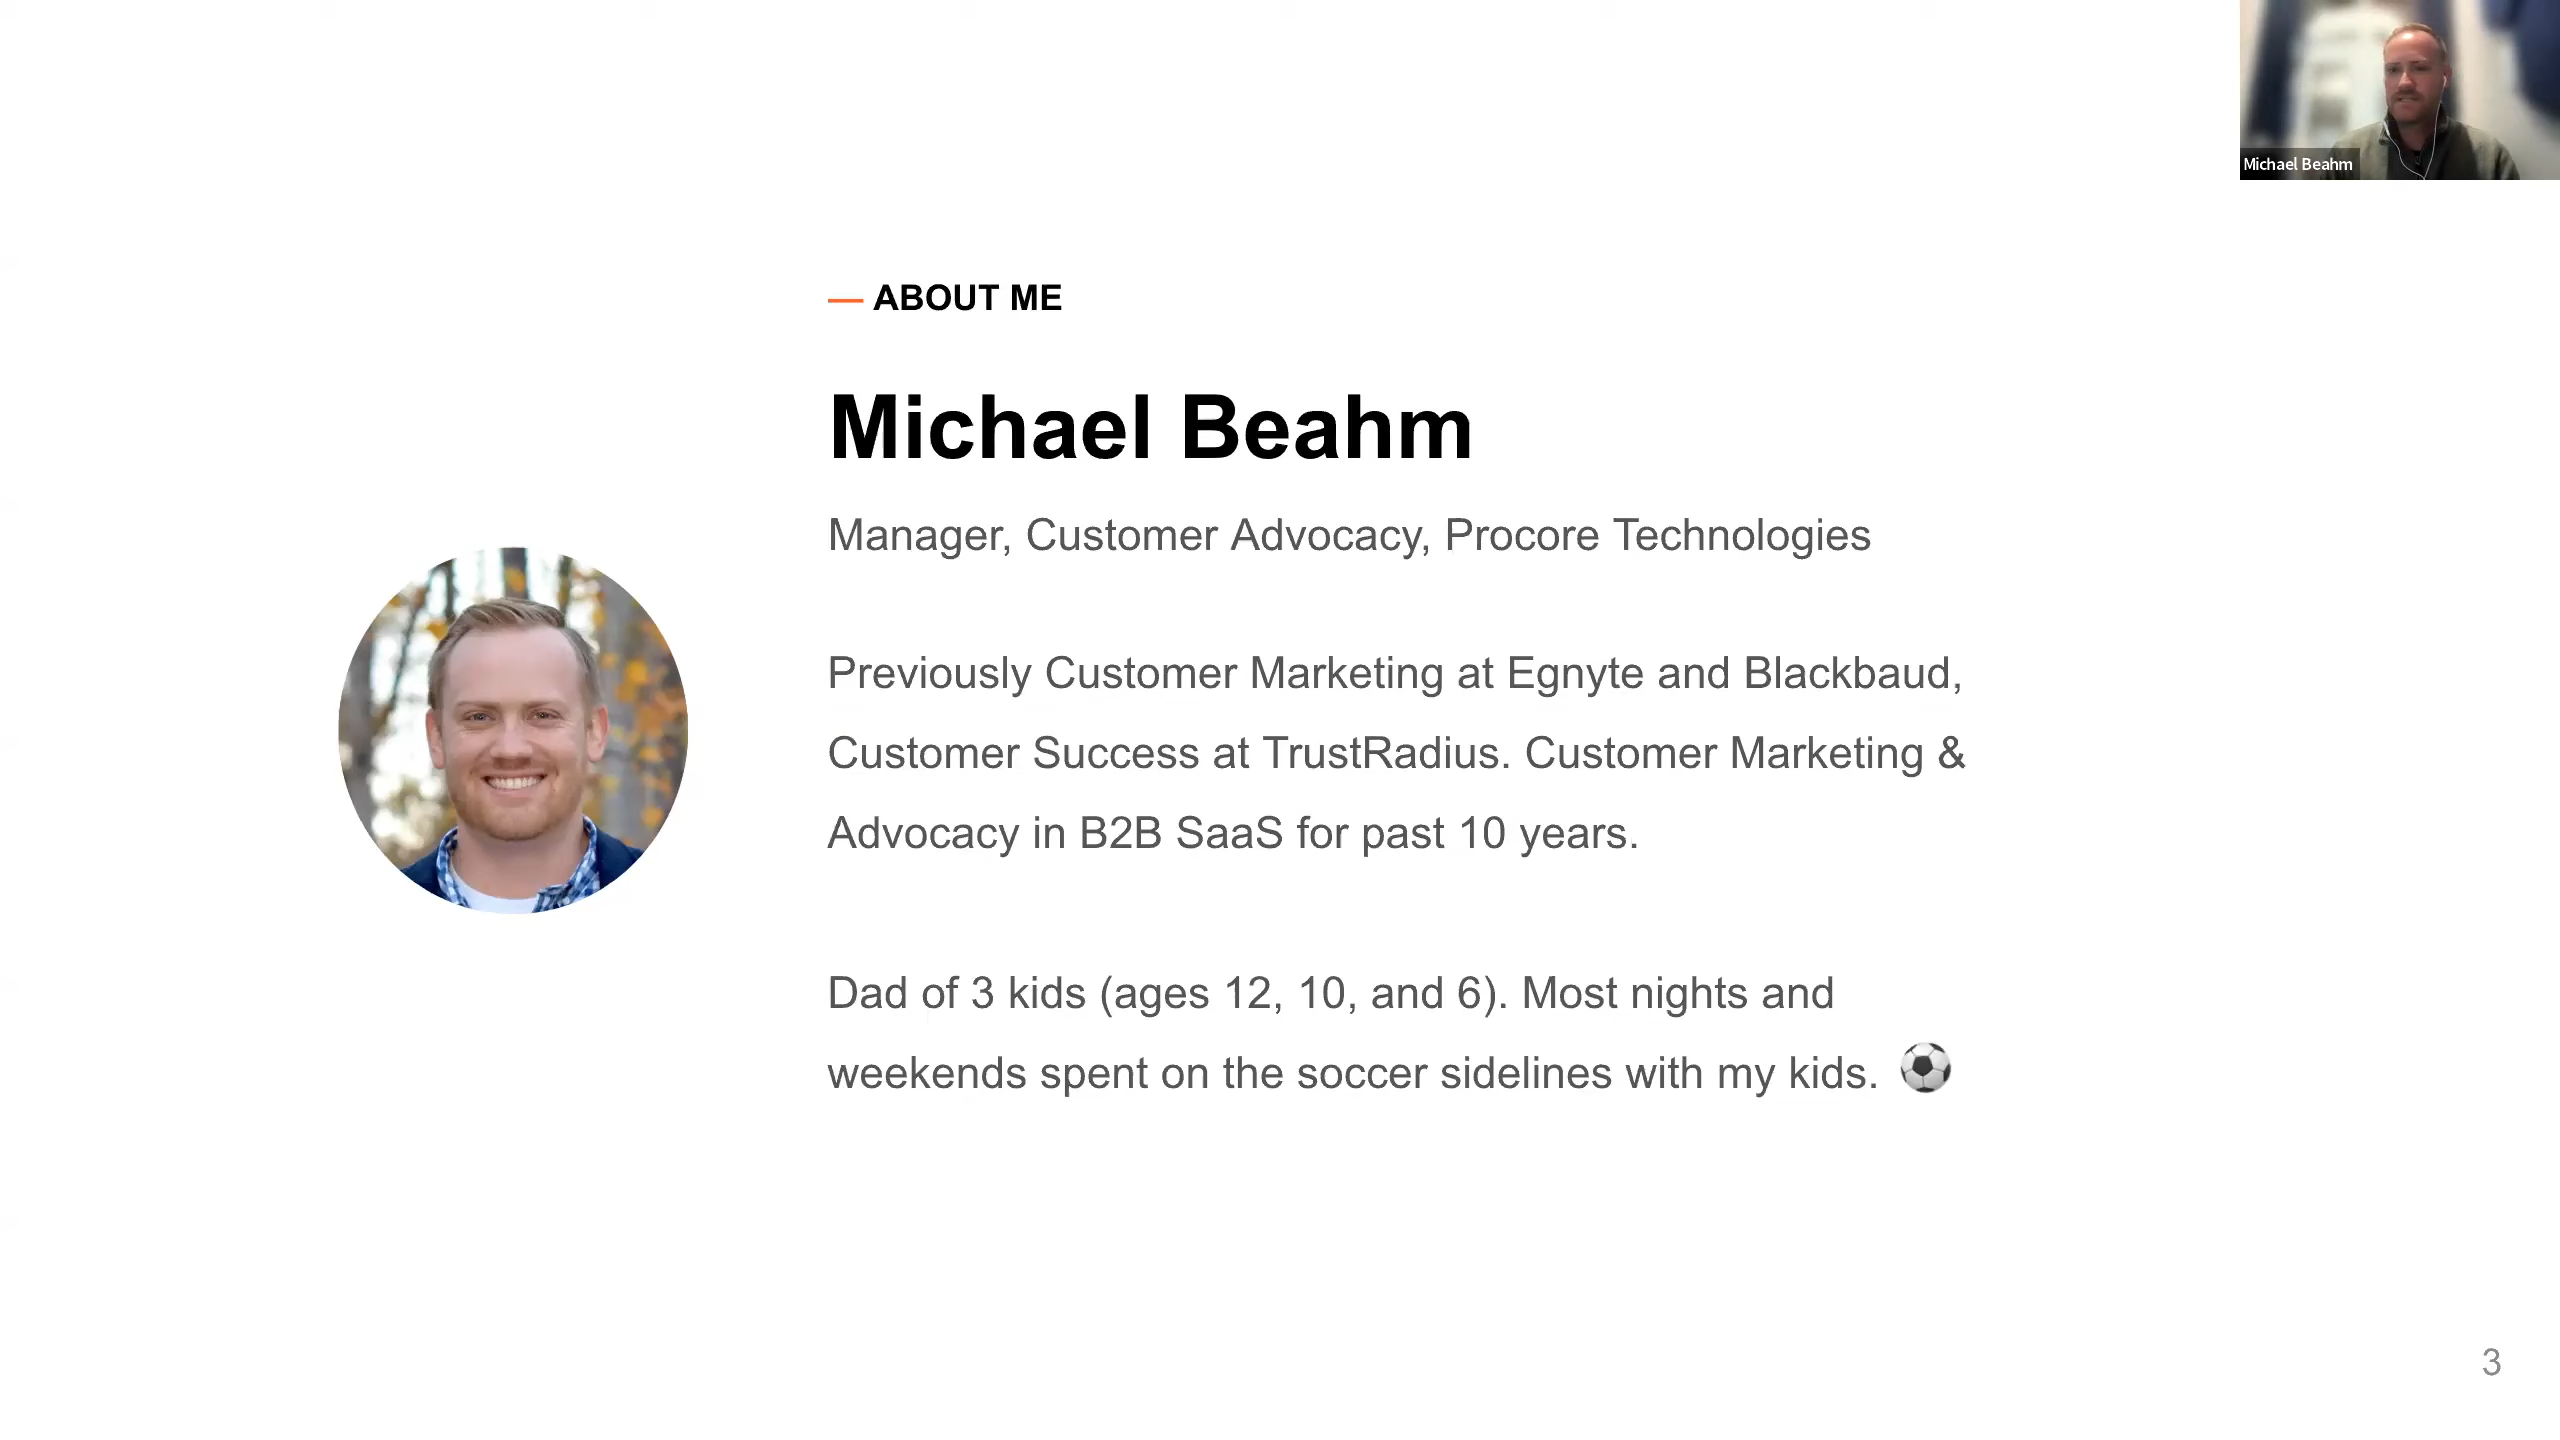 Michael Beahm
— ABOUT ME
Michael Beahm
Manager, Customer Advocacy, Procore Technologies
Previously Customer Marketing at Egnyte and Blackbaud,
Customer Success at TrustRadius. Customer Marketing &
Advocacy in B2B SaaS for past 10 years.
Dad of 3 kids (ages 12, 10, and 6). Most nights and
weekends spent on the soccer sidelines with my kids. ⚽
3